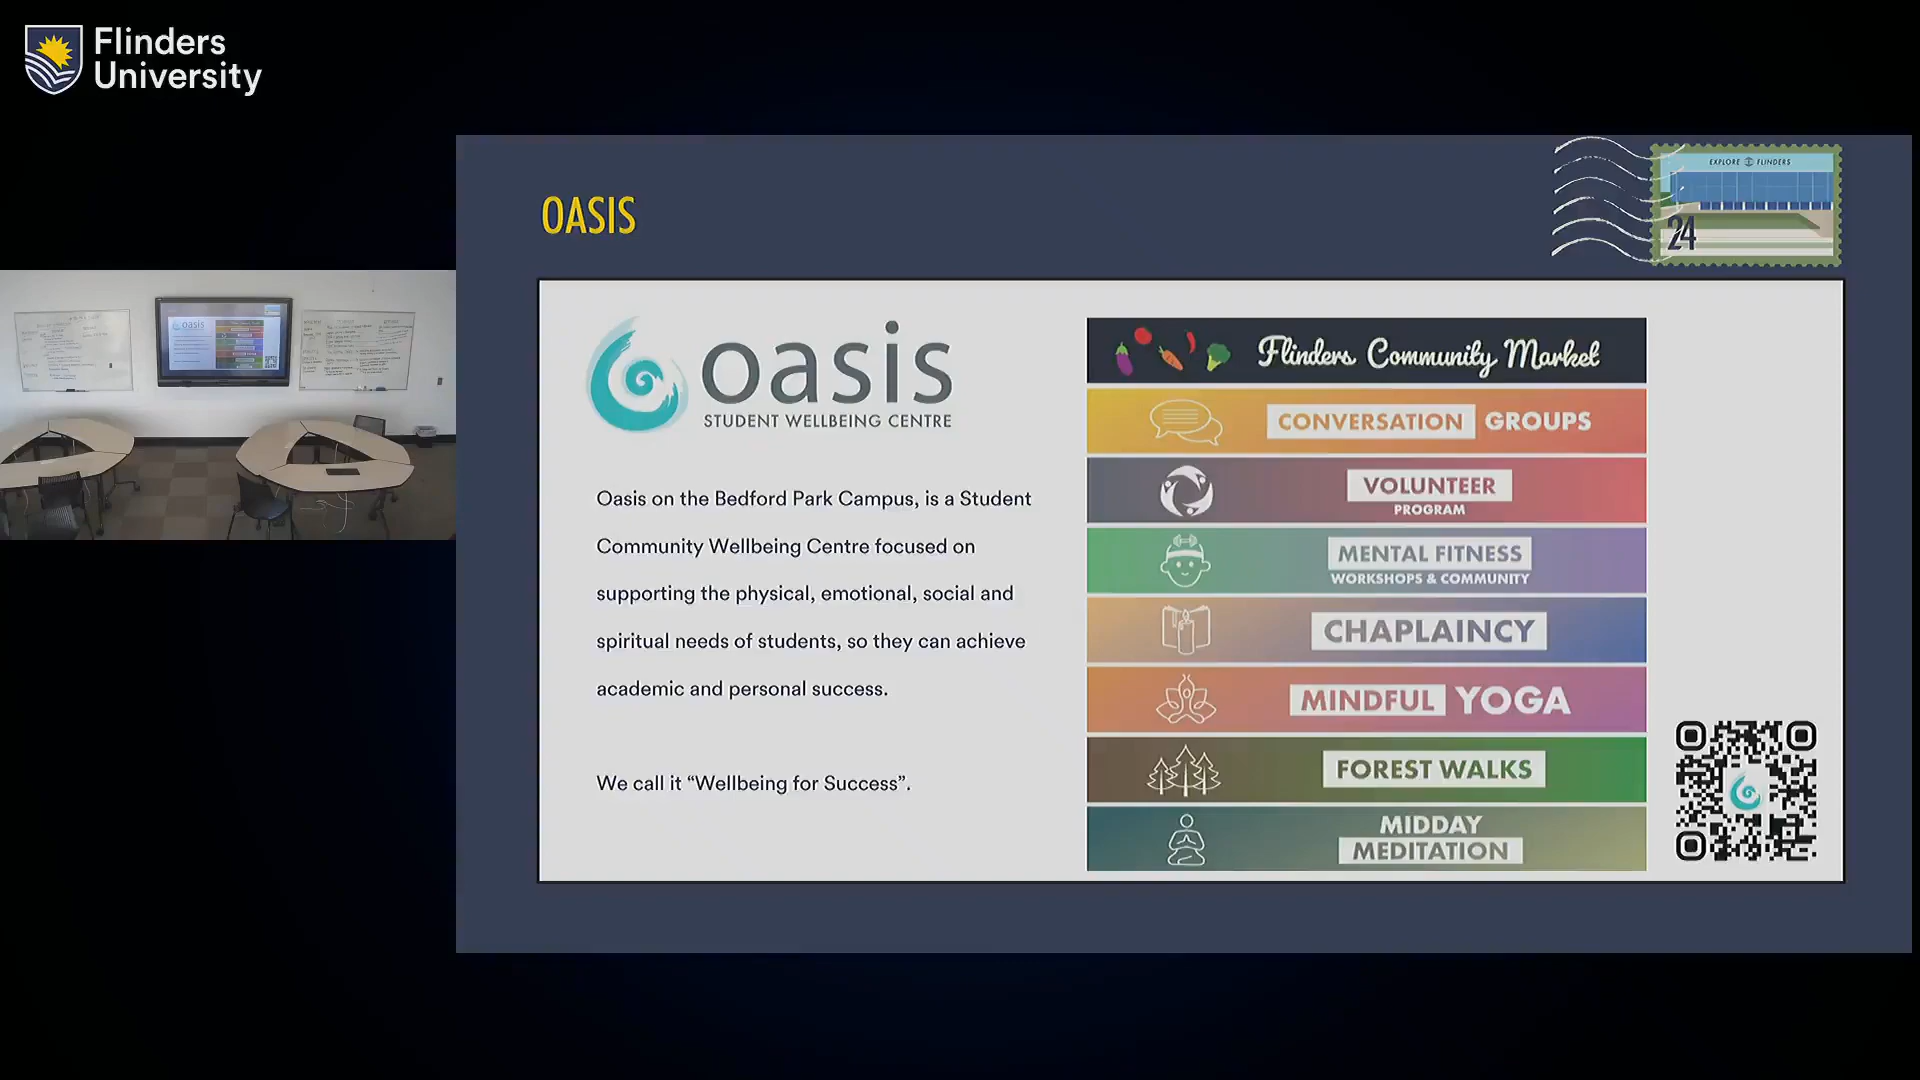 Flinders
University
OASIS
EXPLORE FLINDERS
24
oasis
STUDENT WELLBEING CENTRE
Oasis on the Bedford Park Campus, is a Student
Community Wellbeing Centre focused on
supporting the physical, emotional, social and
spiritual needs of students, so they can achieve
academic and personal success.
We call it “Wellbeing for Success”.
Flinders Community Market
CONVERSATION GROUPS
VOLUNTEER
PROGRAM
MENTAL FITNESS
WORKSHOPS & COMMUNITY
CHAPLAINCY
MINDFUL YOGA
FOREST WALKS
MIDDAY
MEDITATION